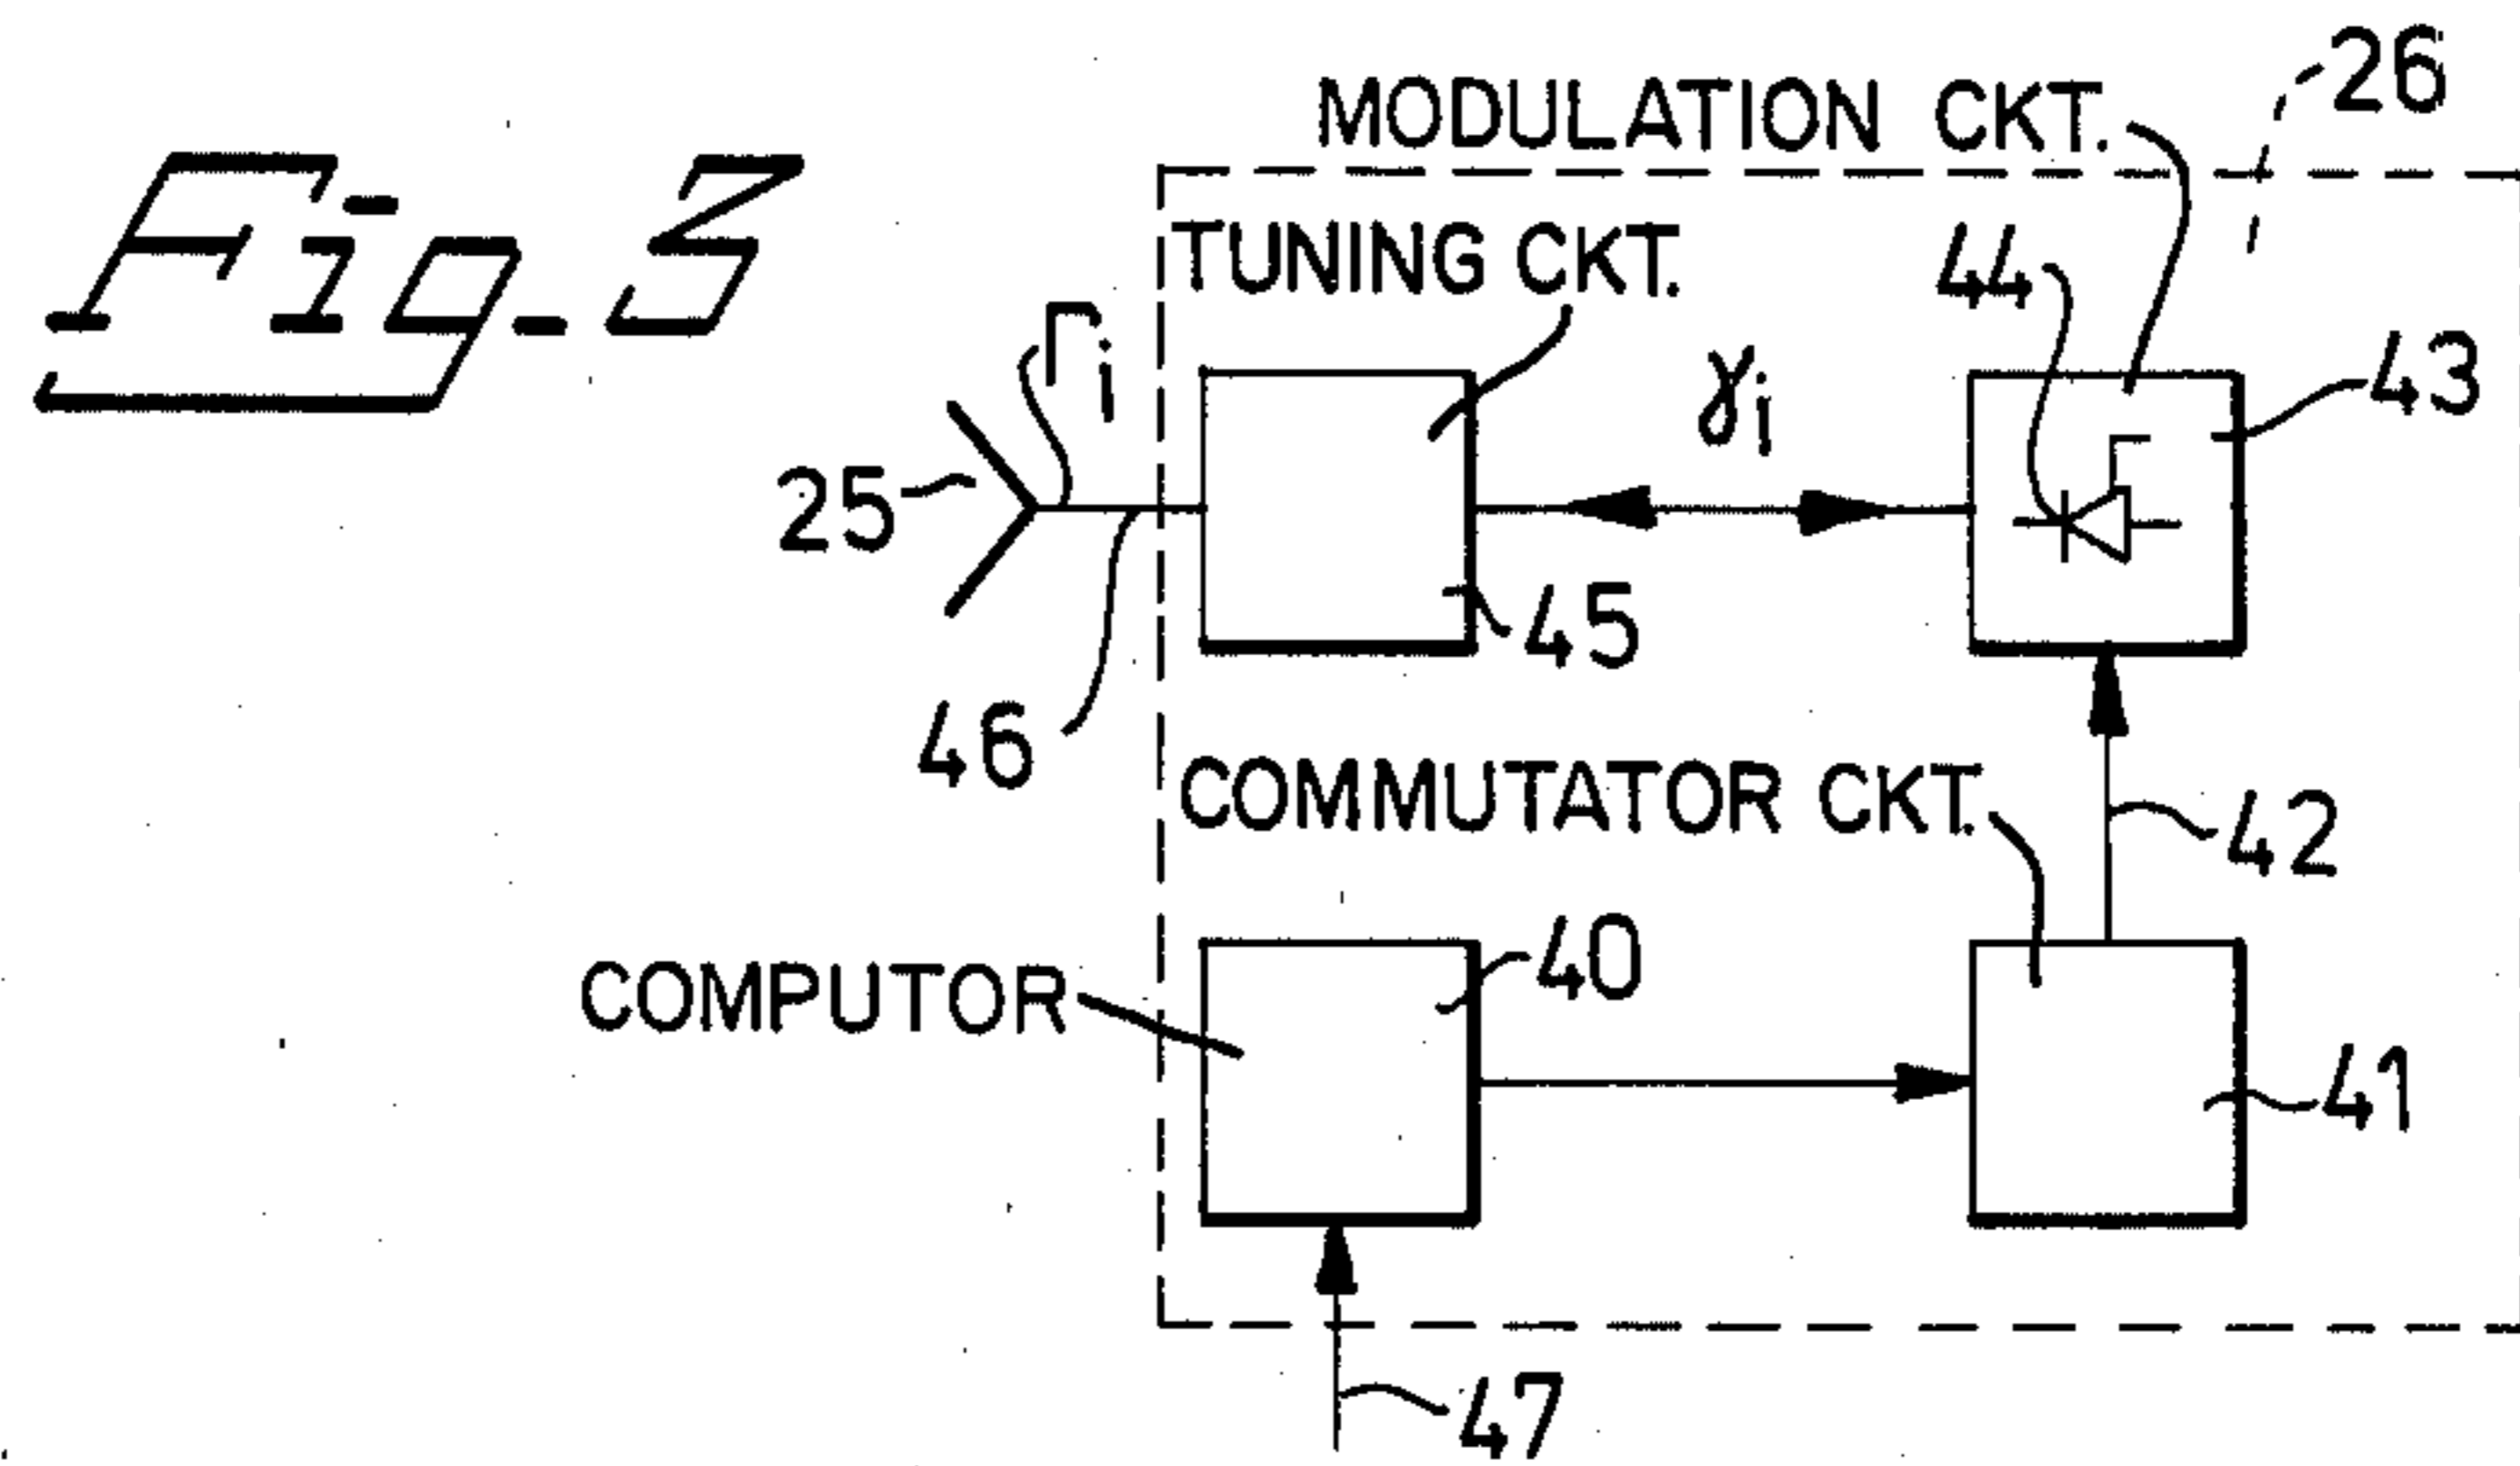 Fig. 3
MODULATION CKT.
26
TUNING CKT.
44
Γi
γi
43
25
45
46
COMMUTATOR CKT.
42
40
COMPUTOR
41
47